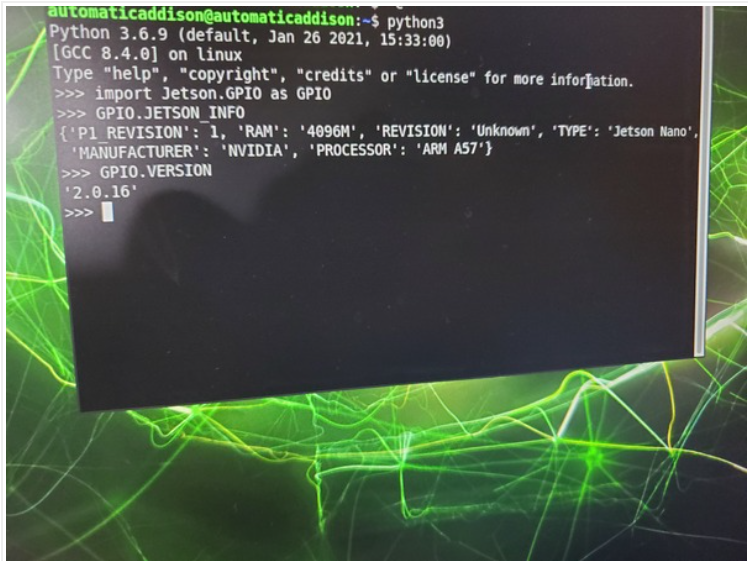 automaticaddison@automaticaddison:~$ python3
Python 3.6.9 (default, Jan 26 2021, 15:33:00)
[GCC 8.4.0] on linux
Type "help", "copyright", "credits" or "license" for more information.
>>> import Jetson.GPIO as GPIO
>>> GPIO.JETSON_INFO
{'P1_REVISION': 1, 'RAM': '4096M', 'REVISION': 'Unknown', 'TYPE': 'Jetson Nano',
'MANUFACTURER': 'NVIDIA', 'PROCESSOR': 'ARM A57'}
>>> GPIO.VERSION
'2.0.16'
>>>